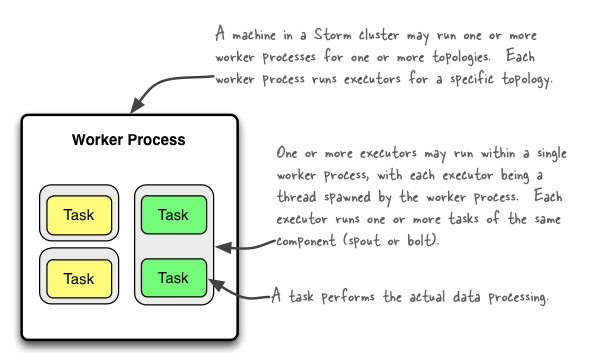 A machine in a Storm cluster may run one or more
worker processes for one or more topologies. Each
worker process runs executors for a specific topology.
Worker Process
One or more executors may run within a single
worker process, with each executor being a
thread spawned by the worker process. Each
executor runs one or more tasks of the same
component (spout or bolt).
Task
Task
Task
Task
A task performs the actual data processing.